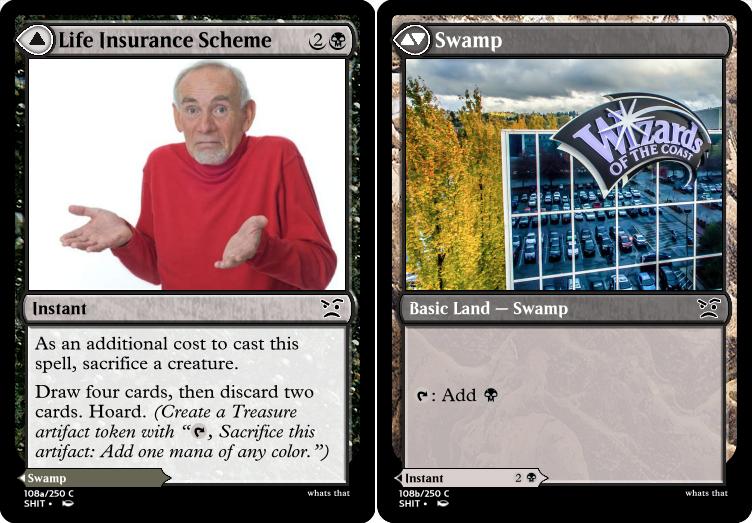 Life Insurance Scheme 2
Instant
As an additional cost to cast this
spell, sacrifice a creature.
Draw four cards, then discard two
cards. Hoard. (Create a Treasure
artifact token with “, Sacrifice this
artifact: Add one mana of any color.”)
Swamp
108a/250 C
SHIT •
whats that
Swamp
Wizards
OF THE COAST
Basic Land — Swamp
: Add
Instant 2
108b/250 C
SHIT •
whats that